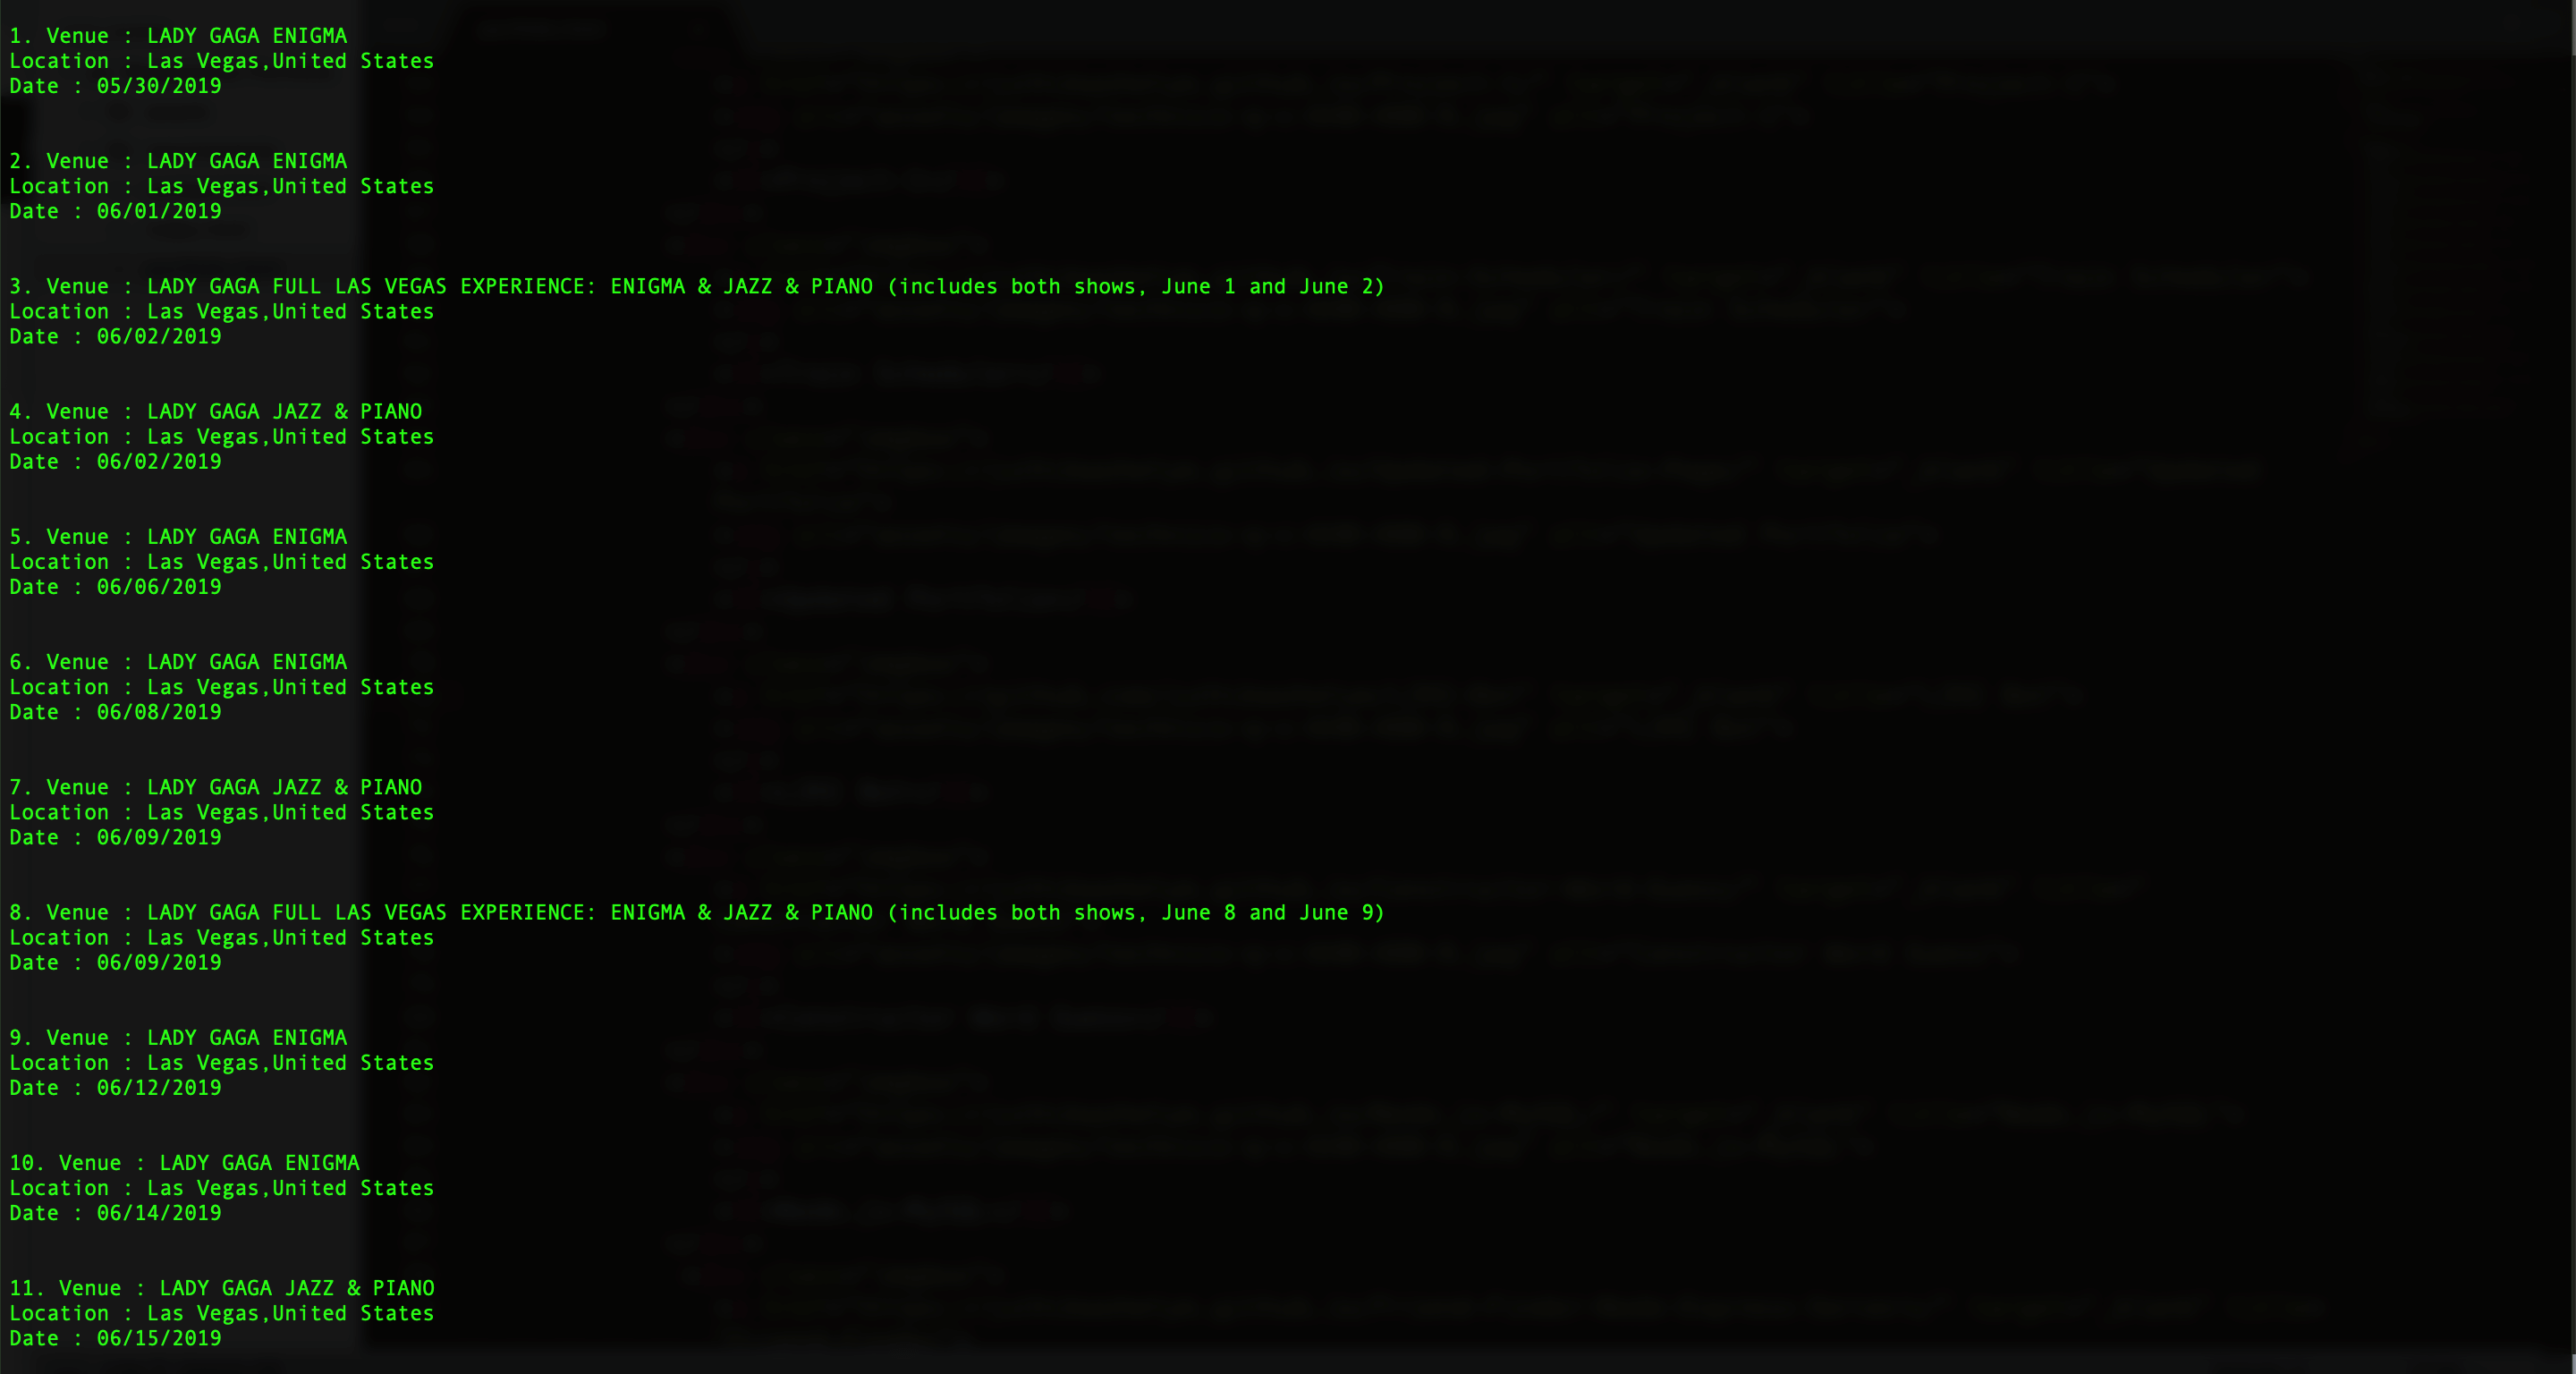 1. Venue : LADY GAGA ENIGMA
Location : Las Vegas,United States
Date : 05/30/2019
2. Venue : LADY GAGA ENIGMA
Location : Las Vegas,United States
Date : 06/01/2019
3. Venue : LADY GAGA FULL LAS VEGAS EXPERIENCE: ENIGMA & JAZZ & PIANO (includes both shows, June 1 and June 2)
Location : Las Vegas,United States
Date : 06/02/2019
4. Venue : LADY GAGA JAZZ & PIANO
Location : Las Vegas,United States
Date : 06/02/2019
5. Venue : LADY GAGA ENIGMA
Location : Las Vegas,United States
Date : 06/06/2019
6. Venue : LADY GAGA ENIGMA
Location : Las Vegas,United States
Date : 06/08/2019
7. Venue : LADY GAGA JAZZ & PIANO
Location : Las Vegas,United States
Date : 06/09/2019
8. Venue : LADY GAGA FULL LAS VEGAS EXPERIENCE: ENIGMA & JAZZ & PIANO (includes both shows, June 8 and June 9)
Location : Las Vegas,United States
Date : 06/09/2019
9. Venue : LADY GAGA ENIGMA
Location : Las Vegas,United States
Date : 06/12/2019
10. Venue : LADY GAGA ENIGMA
Location : Las Vegas,United States
Date : 06/14/2019
11. Venue : LADY GAGA JAZZ & PIANO
Location : Las Vegas,United States
Date : 06/15/2019